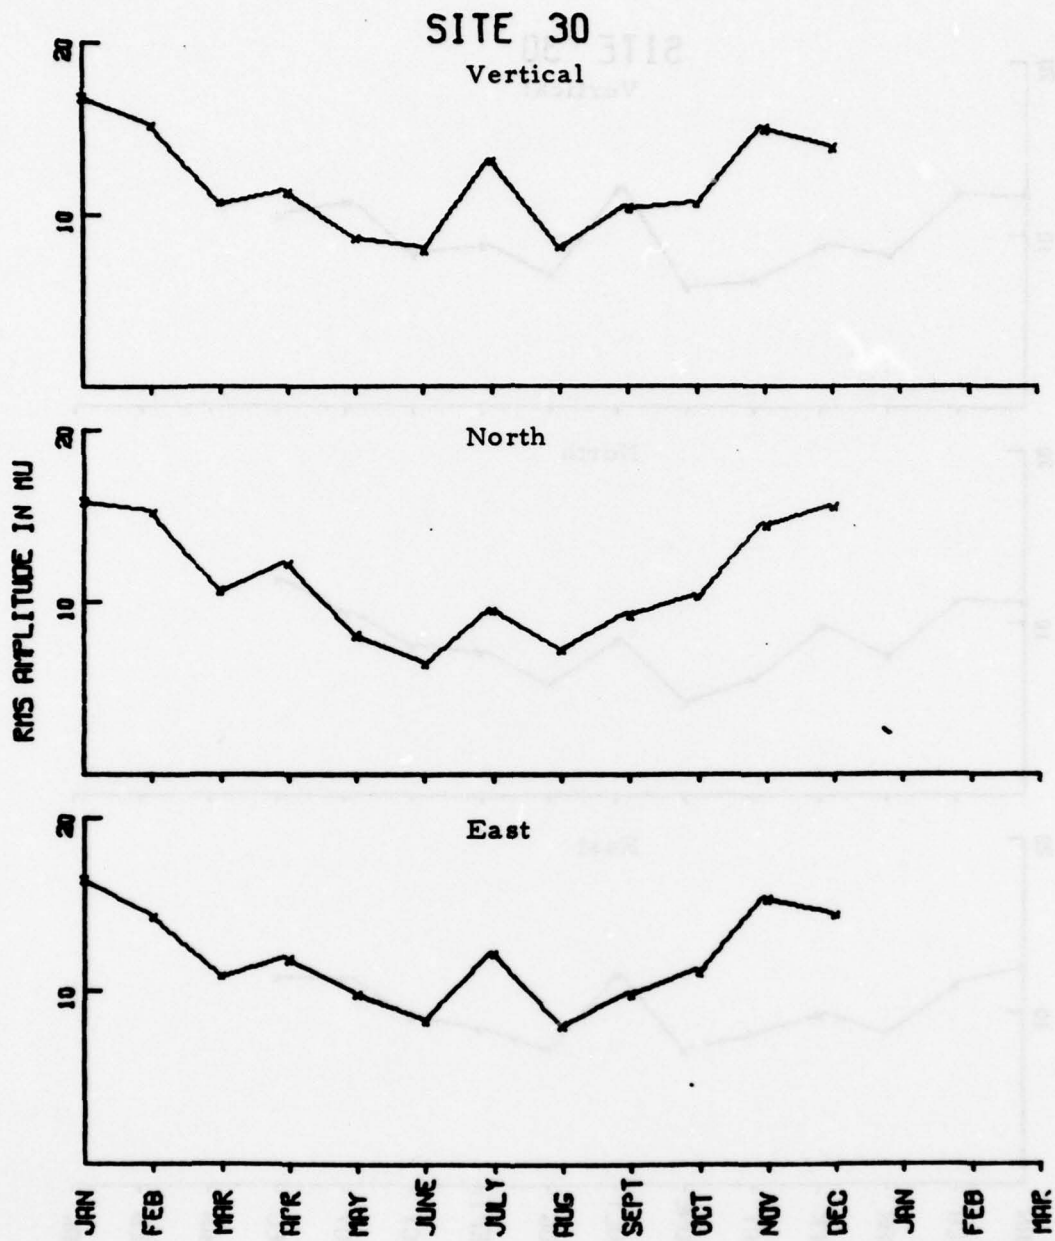 SITE 30
Vertical
20
10
North
20
10
RMS AMPLITUDE IN MU
East
20
10
JAN FEB MAR APR MAY JUNE JULY AUG SEPT OCT NOV DEC JAN FEB MAR